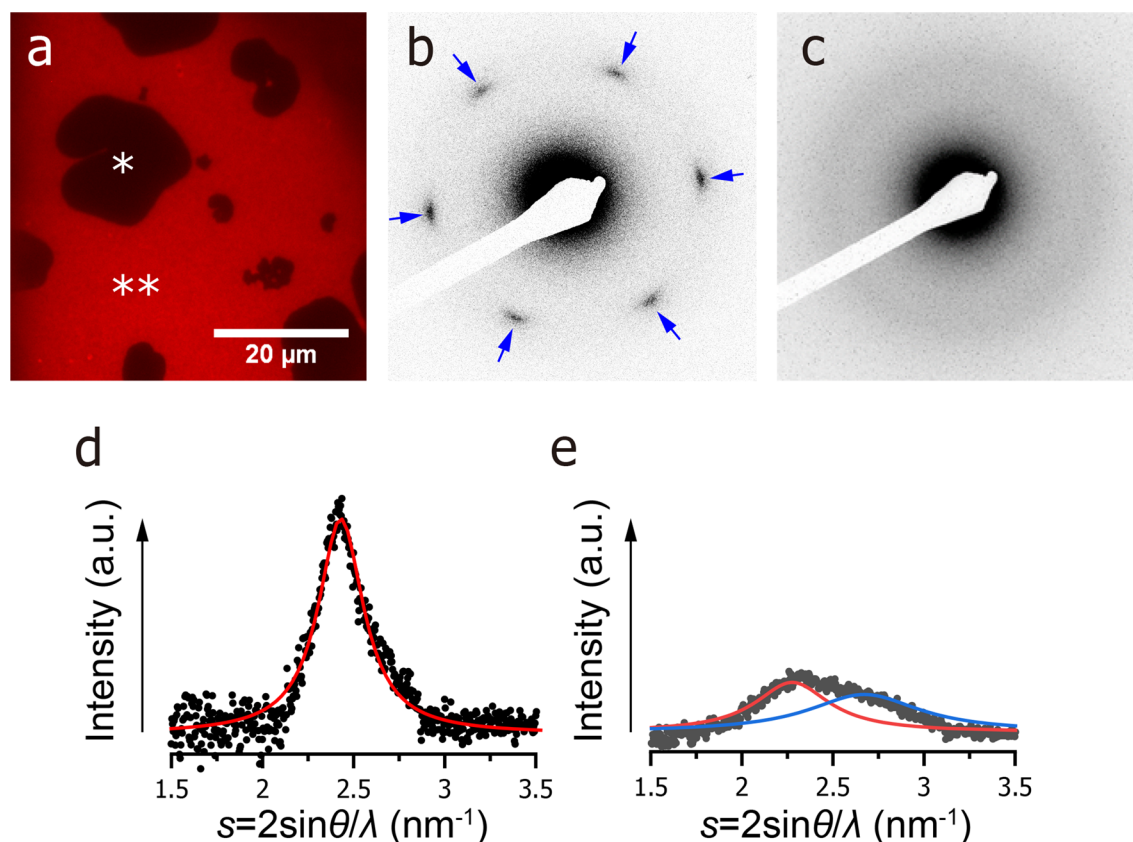 a
b
c
*
**
20 µm
d
e
Intensity (a.u.)
1.5
2
2.5
3
3.5
s=2sinθ/λ (nm⁻¹)
Intensity (a.u.)
1.5
2
2.5
3
3.5
s=2sinθ/λ (nm⁻¹)